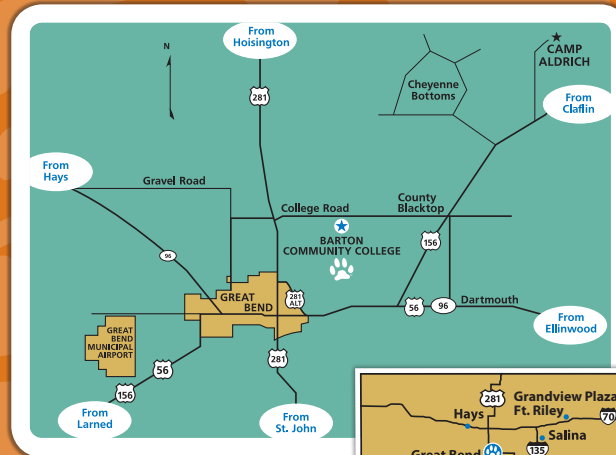 From
Hoisington
N
CAMP
ALDRICH
Cheyenne
Bottoms
281
From
Claflin
From
Hays
Gravel Road
College Road
County
Blacktop
BARTON
COMMUNITY COLLEGE
156
96
GREAT
BEND
281
ALT
56
96
Dartmouth
GREAT
BEND
MUNICIPAL
AIRPORT
From
Ellinwood
281
56
156
From
Larned
From
St. John
281
Grandview Plaza
Ft. Riley
Hays
70
Salina
Great Bend
135